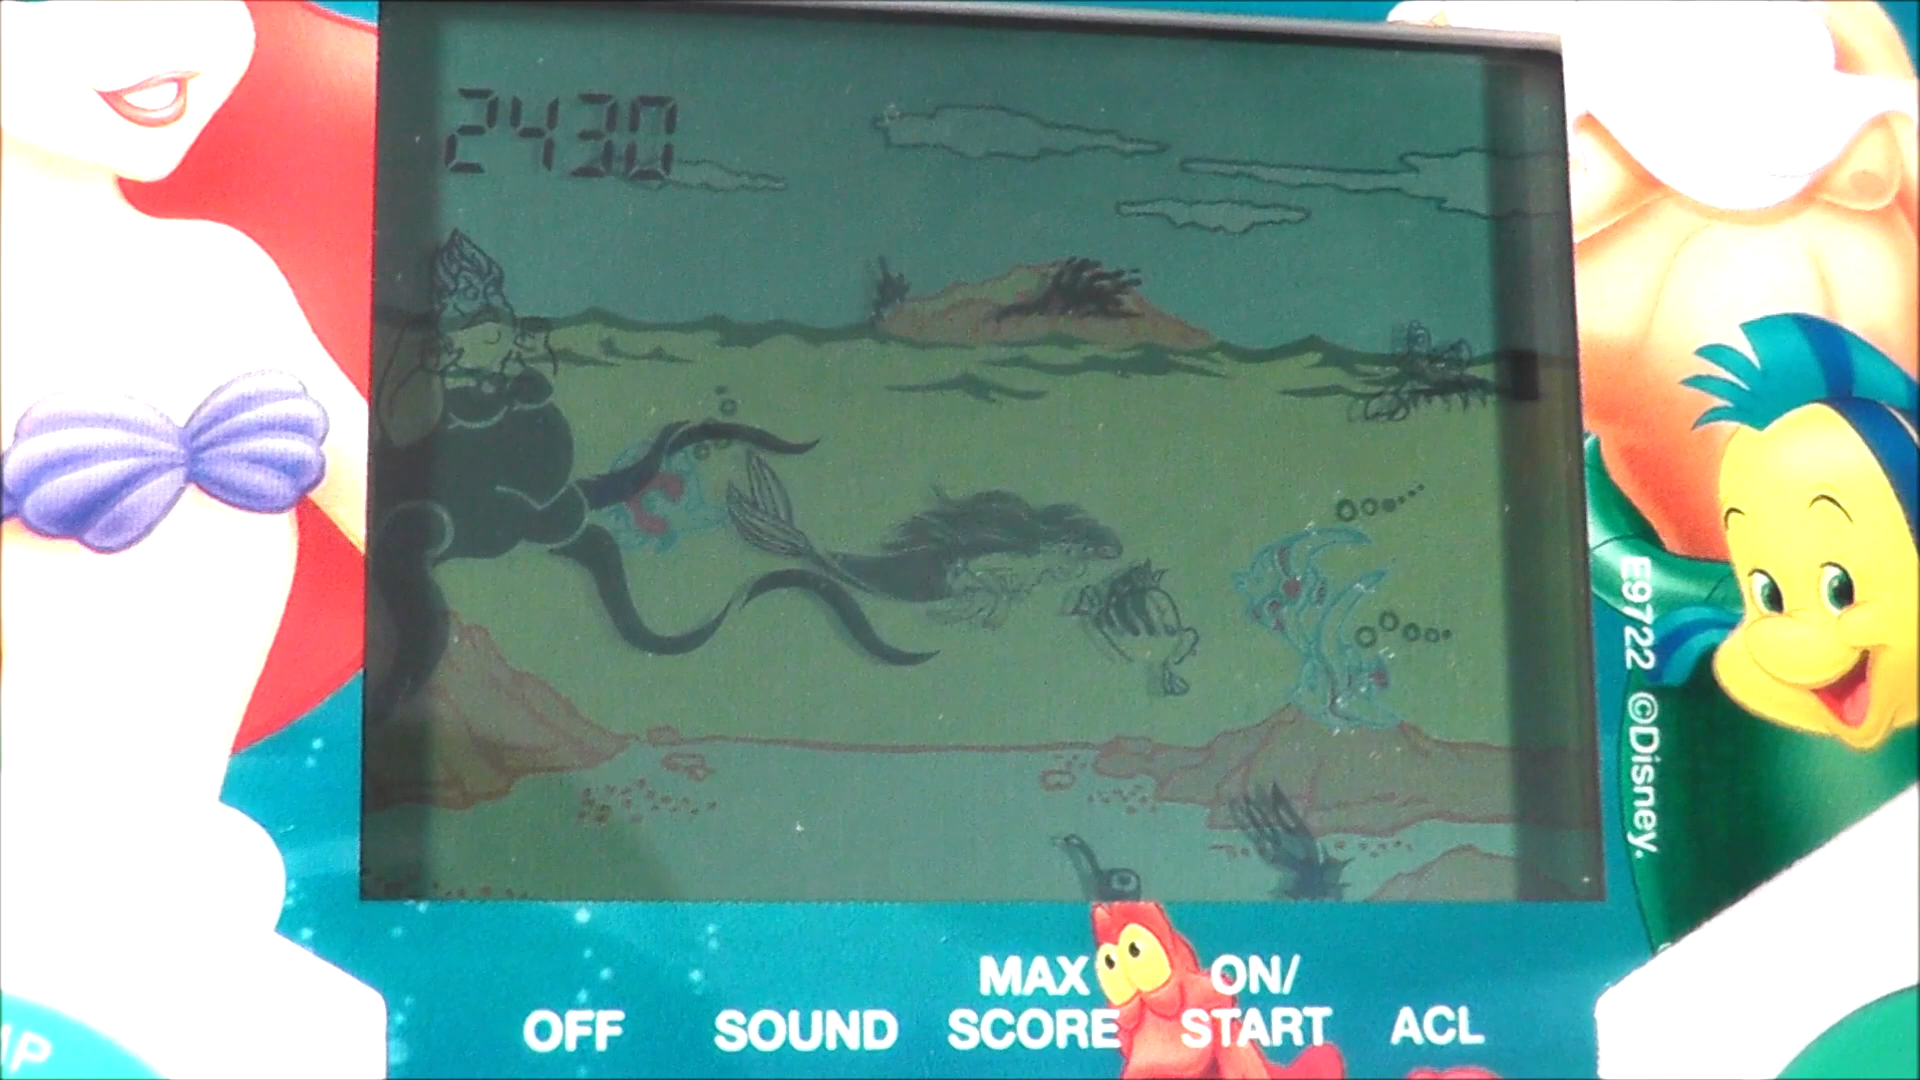 2430
E9722 ©Disney.
MAX ON/
OFF SOUND SCORE START ACL